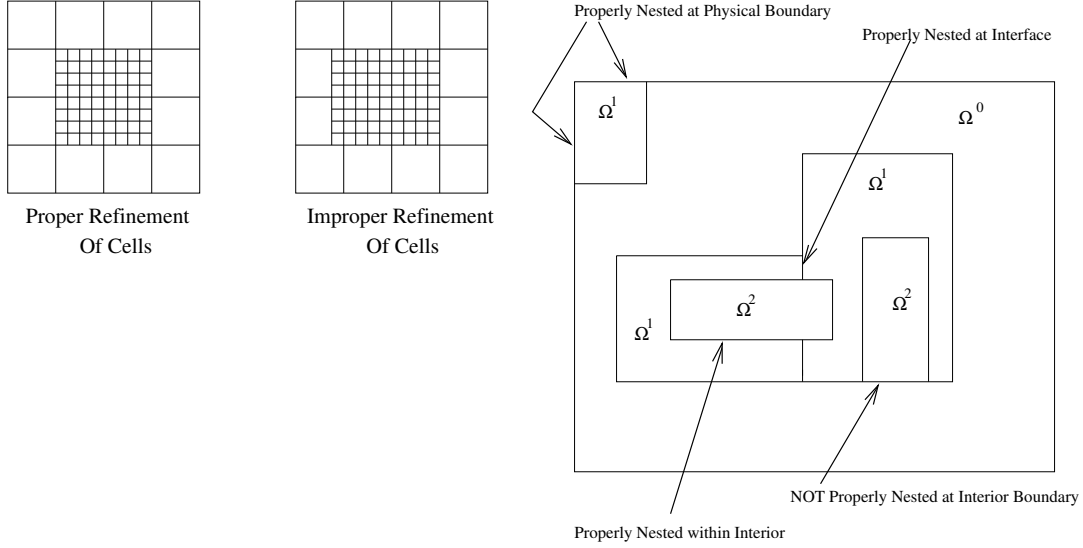 Properly Nested at Physical Boundary
Properly Nested at Interface
Ω1
Ω0
Ω1
Proper Refinement
Of Cells
Improper Refinement
Of Cells
Ω2
Ω2
Ω1
NOT Properly Nested at Interior Boundary
Properly Nested within Interior